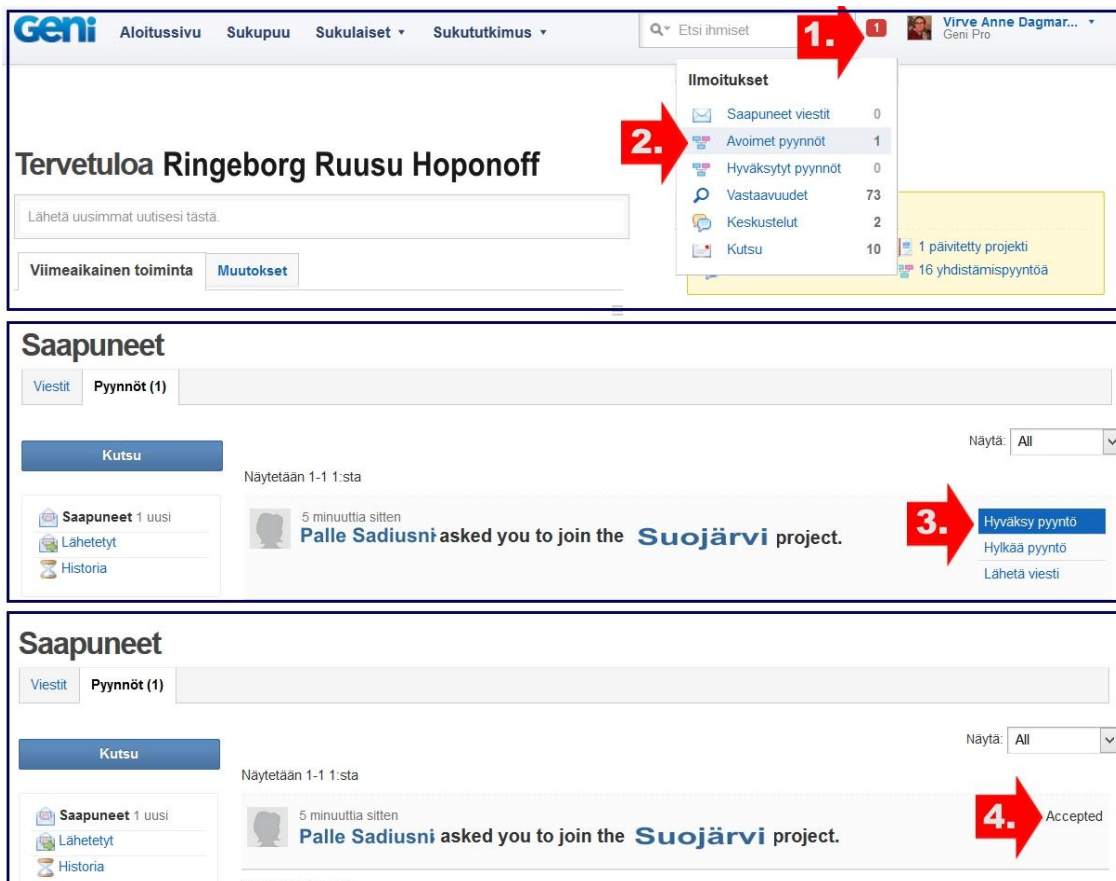 Geni Aloitussivu Sukupuu Sukulaiset Sukututkimus Etsi ihmiset 1. 1 Virve Anne Dagmar...
Geni Pro
Ilmoitukset
Saapuneet viestit 0
2. Avoimet pyynnöt 1
Hyväksytyt pyynnöt 0
Vastaavuudet 73
Keskustelut 2
Kutsu 10
Tervetuloa Ringeborg Ruusu Hoponoff
Lähetä uusimmat uutisesi tästä.
1 päivitetty projekti
16 yhdistämispyyntöä
Viimeaikainen toiminta Muutokset
Saapuneet
Viestit Pyynnöt (1)
Näytä: All
Kutsu
Näytetään 1-1 1:sta
Saapuneet 1 uusi
Lähetetyt
Historia
5 minuuttia sitten
Palle Sadiusni asked you to join the Suojärvi project.
3. Hyväksy pyyntö
Hylkää pyyntö
Lähetä viesti
Saapuneet
Viestit Pyynnöt (1)
Näytä: All
Kutsu
Näytetään 1-1 1:sta
Saapuneet 1 uusi
Lähetetyt
Historia
5 minuuttia sitten
Palle Sadiusni asked you to join the Suojärvi project.
4. Accepted